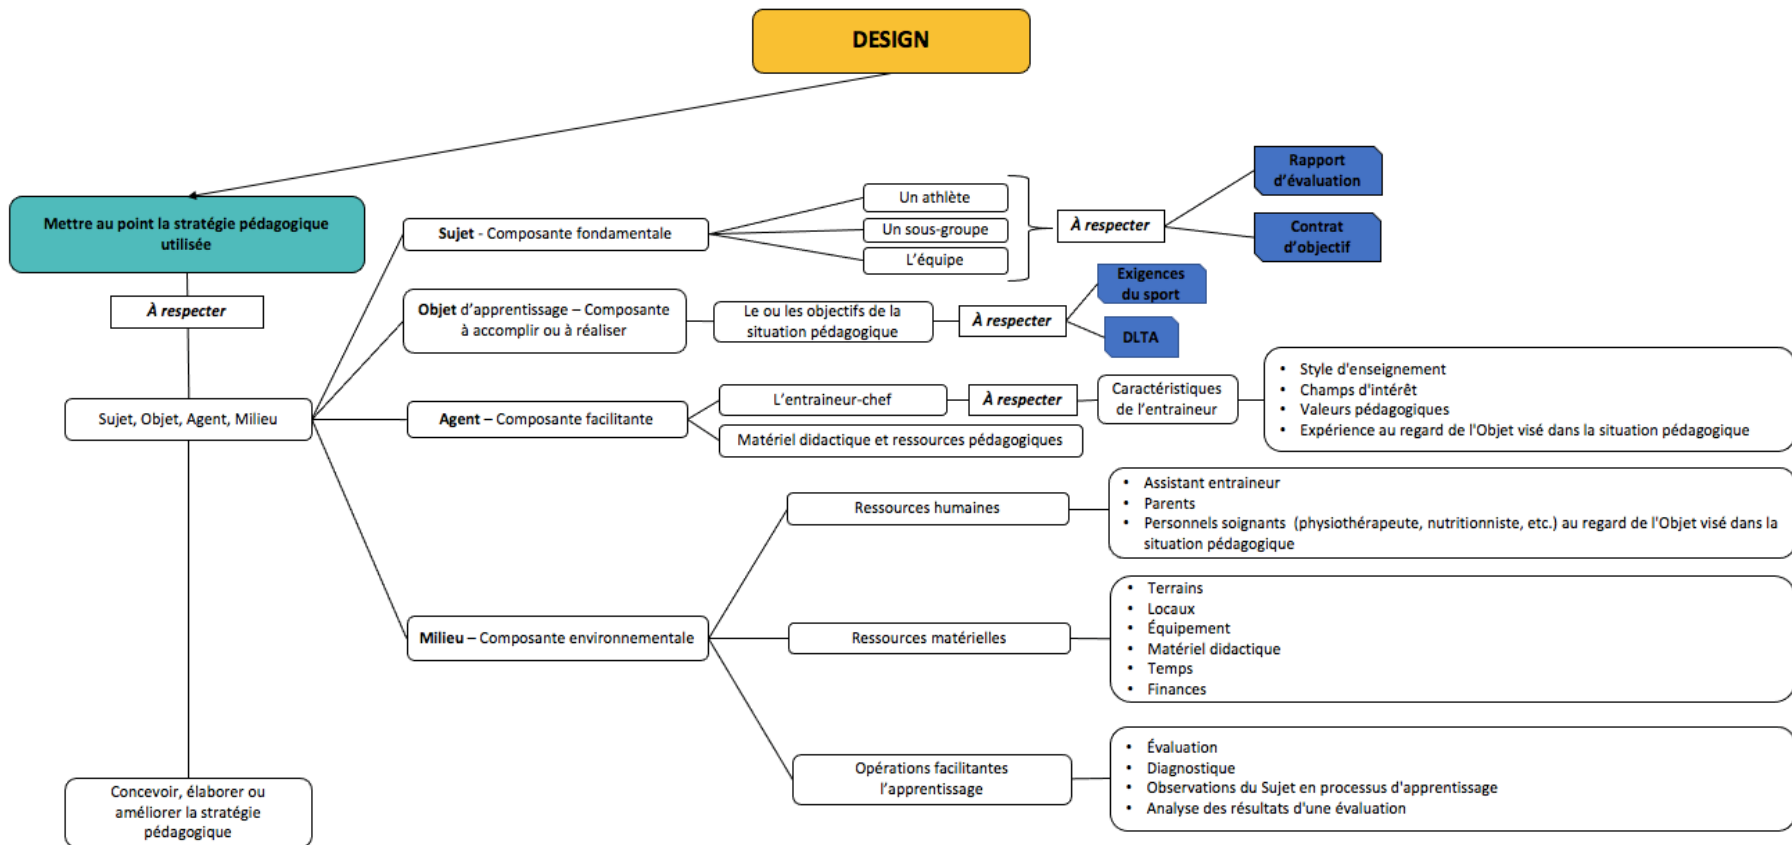 DESIGN
Mettre au point la stratégie pédagogique
utilisée
À respecter
Sujet, Objet, Agent, Milieu
Concevoir, élaborer ou
améliorer la stratégie
pédagogique
Sujet - Composante fondamentale
Un athlète
Un sous-groupe
L'équipe
À respecter
Rapport
d'évaluation
Contrat
d'objectif
Objet d'apprentissage – Composante
à accomplir ou à réaliser
Le ou les objectifs de la
situation pédagogique
À respecter
Exigences
du sport
DLTA
Agent – Composante facilitante
L'entraineur-chef
À respecter
Caractéristiques
de l'entraineur
• Style d'enseignement
• Champs d'intérêt
• Valeurs pédagogiques
• Expérience au regard de l'Objet visé dans la situation pédagogique
Matériel didactique et ressources pédagogiques
Milieu – Composante environnementale
Ressources humaines
• Assistant entraineur
• Parents
• Personnels soignants (physiothérapeute, nutritionniste, etc.) au regard de l'Objet visé dans la
situation pédagogique
Ressources matérielles
• Terrains
• Locaux
• Équipement
• Matériel didactique
• Temps
• Finances
Opérations facilitantes
l'apprentissage
• Évaluation
• Diagnostique
• Observations du Sujet en processus d'apprentissage
• Analyse des résultats d'une évaluation